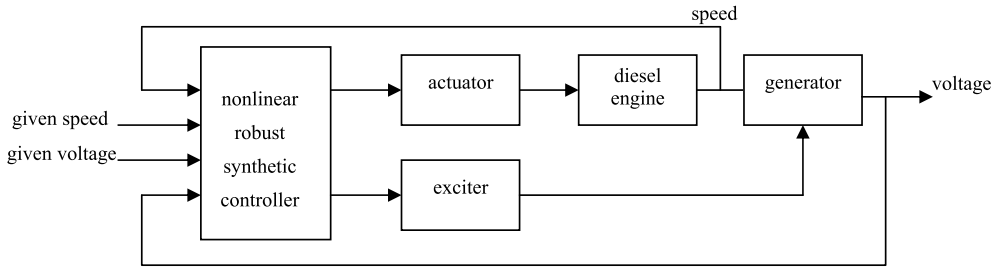 speed
nonlinear
robust
synthetic
controller
actuator
diesel
engine
generator
voltage
given speed
given voltage
exciter